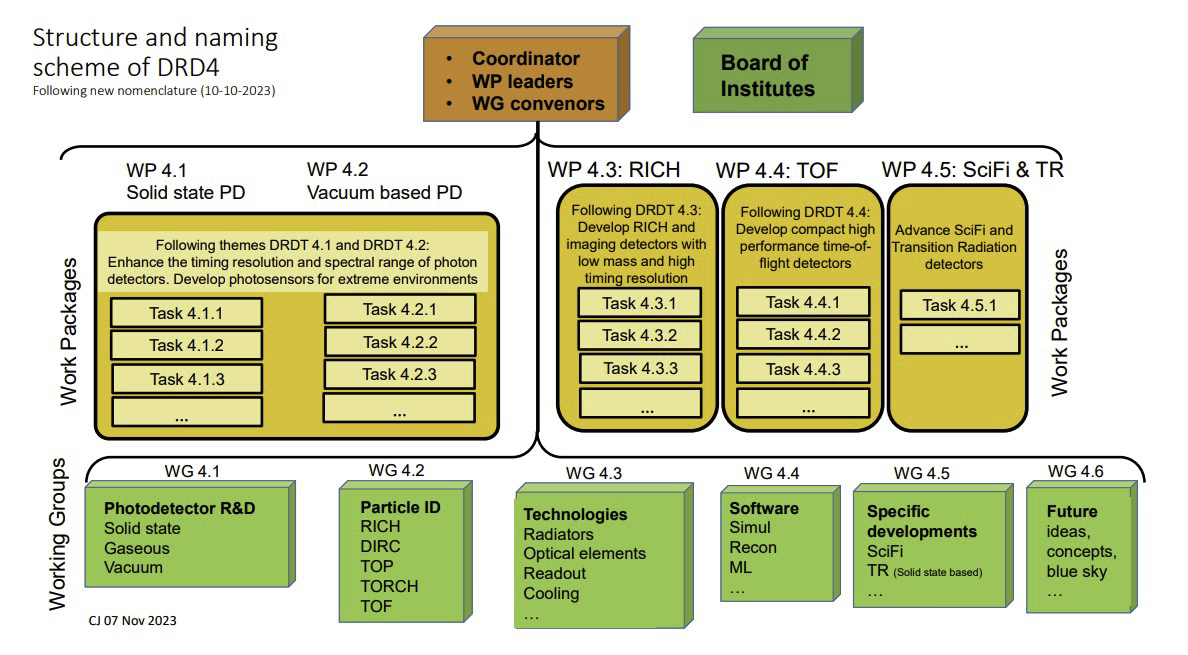 Structure and naming
scheme of DRD4
Following new nomenclature (10-10-2023)
• Coordinator
• WP leaders
• WG convenors
Board of
Institutes
WP 4.1
Solid state PD
WP 4.2
Vacuum based PD
WP 4.3: RICH
WP 4.4: TOF
WP 4.5: SciFi & TR
Work Packages
Following themes DRDT 4.1 and DRDT 4.2:
Enhance the timing resolution and spectral range of photon
detectors. Develop photosensors for extreme environments
Task 4.1.1
Task 4.1.2
Task 4.1.3
...
Task 4.2.1
Task 4.2.2
Task 4.2.3
...
Following DRDT 4.3:
Develop RICH and
imaging detectors with
low mass and high
timing resolution
Task 4.3.1
Task 4.3.2
Task 4.3.3
...
Following DRDT 4.4:
Develop compact high
performance time-of-
flight detectors
Task 4.4.1
Task 4.4.2
Task 4.4.3
...
Advance SciFi and
Transition Radiation
detectors
Task 4.5.1
...
Work Packages
Working Groups
WG 4.1
Photodetector R&D
Solid state
Gaseous
Vacuum
WG 4.2
Particle ID
RICH
DIRC
TOP
TORCH
TOF
WG 4.3
Technologies
Radiators
Optical elements
Readout
Cooling
...
WG 4.4
Software
Simul
Recon
ML
...
WG 4.5
Specific
developments
SciFi
TR (Solid state based)
...
WG 4.6
Future
ideas,
concepts,
blue sky
...
CJ 07 Nov 2023